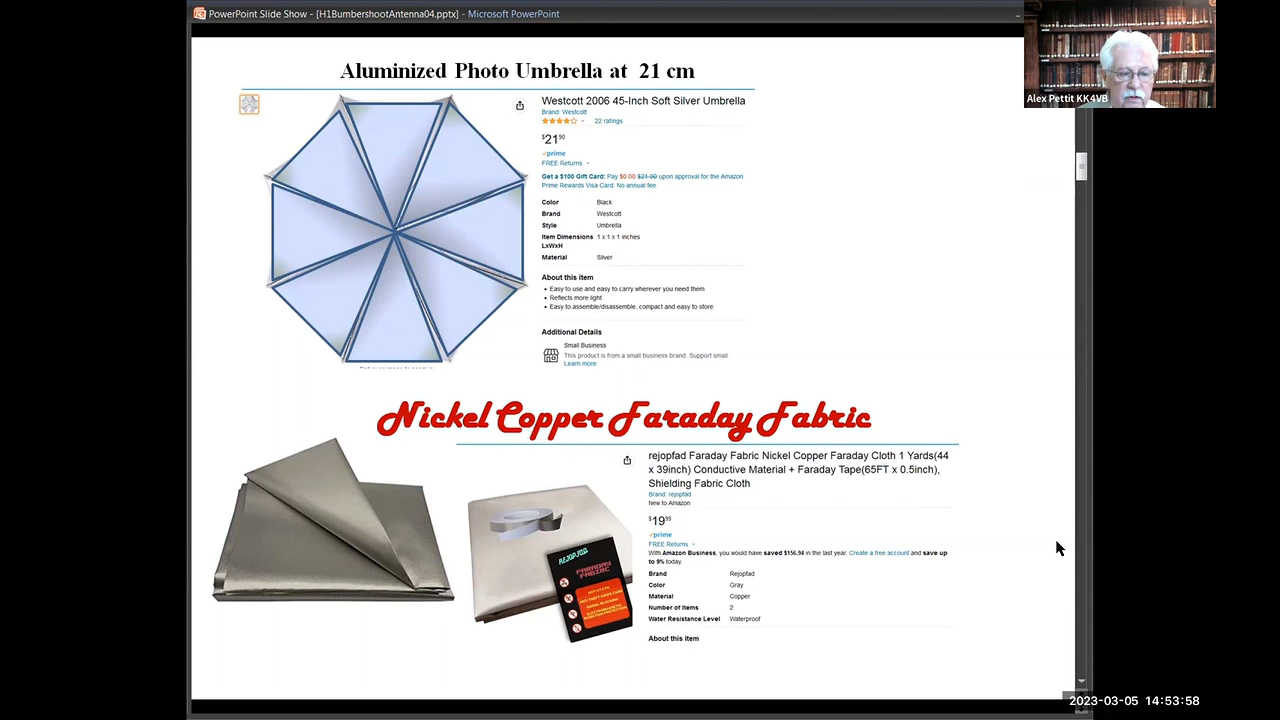 PowerPoint Slide Show - [H1BumbershootAntenna04.pptx] - Microsoft PowerPoint
Alex Pettit KK4VB
Aluminized Photo Umbrella at 21 cm
Westcott 2006 45-Inch Soft Silver Umbrella
Brand: Westcott
22 ratings
$21.90
prime
FREE Returns
Get a $100 Gift Card: Pay $0.00 $21.90 upon approval for the Amazon
Prime Rewards Visa Card. No annual fee.
Color Black
Brand Westcott
Style Umbrella
Item Dimensions 1 x 1 x 1 inches
LxWxH
Material Silver
About this item
• Easy to use and easy to carry wherever you need them
• Reflects more light
• Easy to assemble/disassemble, compact and easy to store.
Additional Details
Small Business
This product is from a small business brand. Support small.
Learn more
Nickel Copper Faraday Fabric
rejopfad Faraday Fabric Nickel Copper Faraday Cloth 1 Yards(44
x 39inch) Conductive Material + Faraday Tape(65FT x 0.5inch),
Shielding Fabric Cloth
Brand: rejopfad
New to Amazon
$19.99
prime
FREE Returns
With Amazon Business, you would have saved $156.94 in the last year. Create a free account and save up
to 9% today.
Brand Rejopfad
Color Gray
Material Copper
Number of Items 2
Water Resistance Level Waterproof
About this item
REJOPFAD
FARADAY
FABIRC
2023-03-05 14:53:58